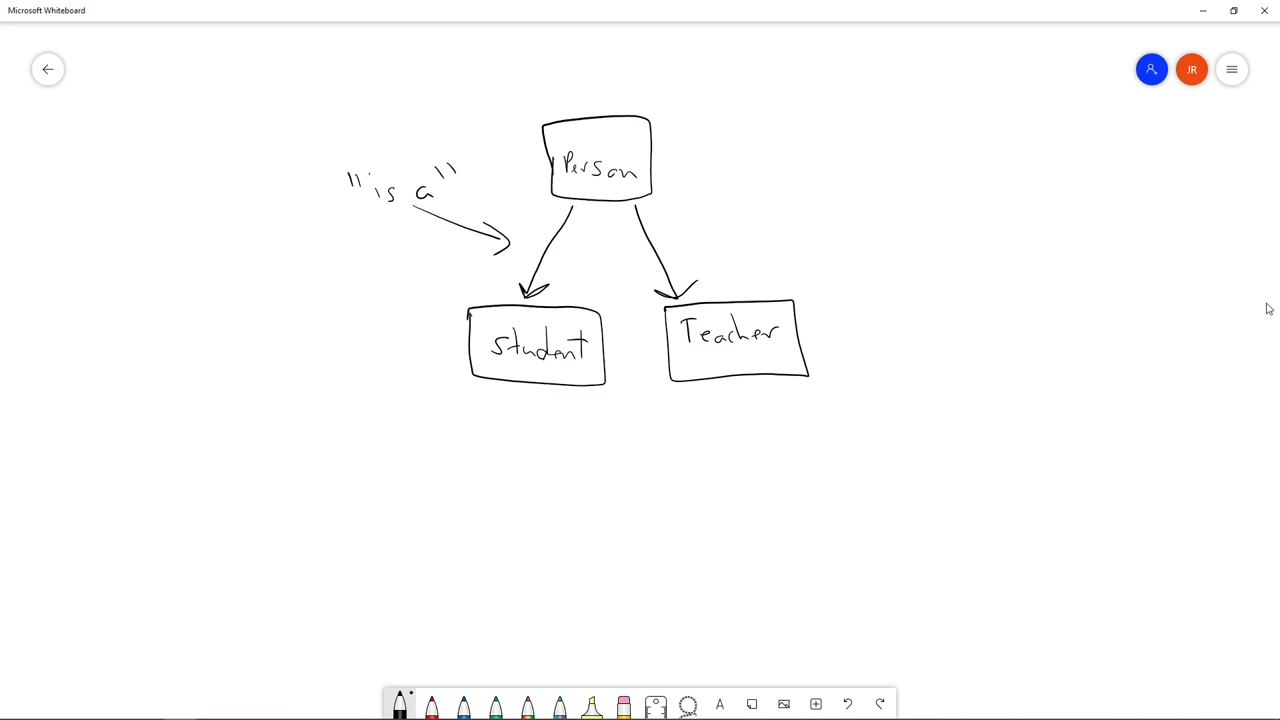 Microsoft Whiteboard
JR
Person
"is a"
Student
Teacher
A